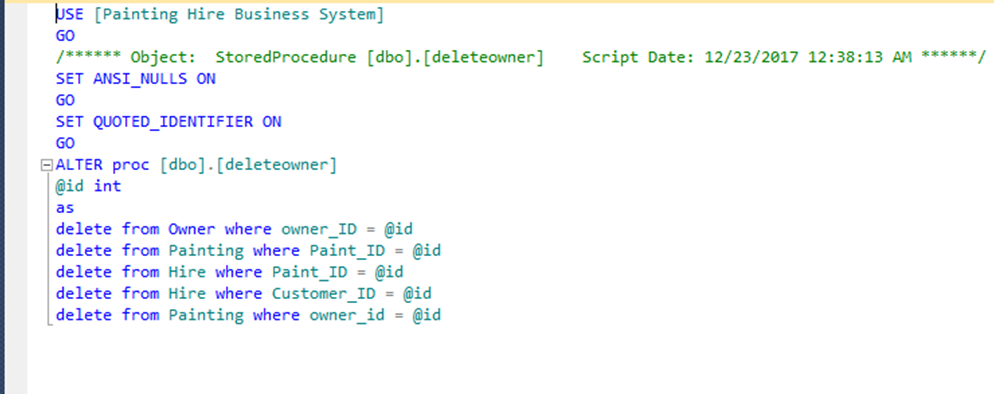 USE [Painting Hire Business System]
GO
/****** Object:  StoredProcedure [dbo].[deleteowner]    Script Date: 12/23/2017 12:38:13 AM ******/
SET ANSI_NULLS ON
GO
SET QUOTED_IDENTIFIER ON
GO
ALTER proc [dbo].[deleteowner]
@id int
as
delete from Owner where owner_ID = @id
delete from Painting where Paint_ID = @id
delete from Hire where Paint_ID = @id
delete from Hire where Customer_ID = @id
delete from Painting where owner_id = @id